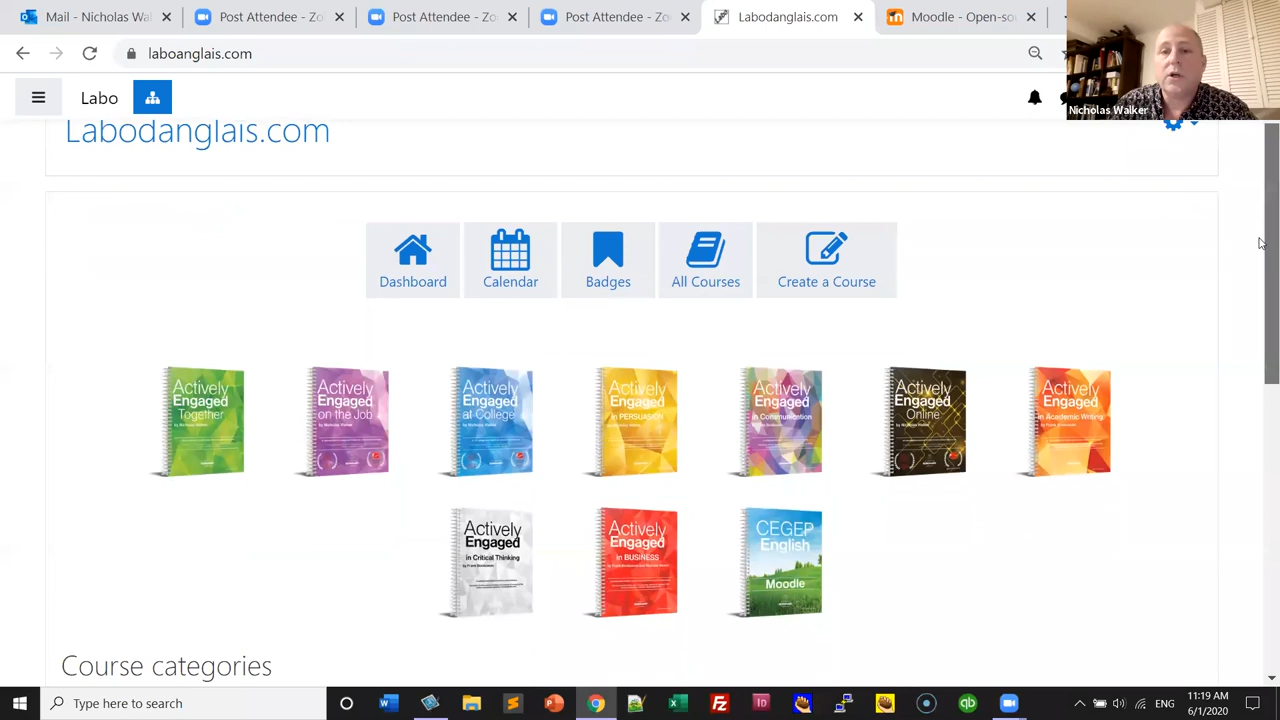 Mail - Nicholas Wa
Post Attendee - Zo
Post Attendee - Zo
Post Attendee - Zo
Labodanglais.com
Moodle - Open-so
laboanglais.com
Labo
Nicholas Walker
Labodanglais.com
Dashboard
Calendar
Badges
All Courses
Create a Course
Actively
Engaged
Together
Actively
Engaged
on the Job
Actively
Engaged
at College
Actively
Engaged
in PERSUASION
Actively
Engaged
in Communication
Actively
Engaged
Online
Actively
Engaged
in Academic Writing
Actively
Engaged
in Critical Thinking
Actively
Engaged
in BUSINESS
CEGEP
English
Moodle
Course categories
Type here to search
ENG
11:19 AM
6/1/2020